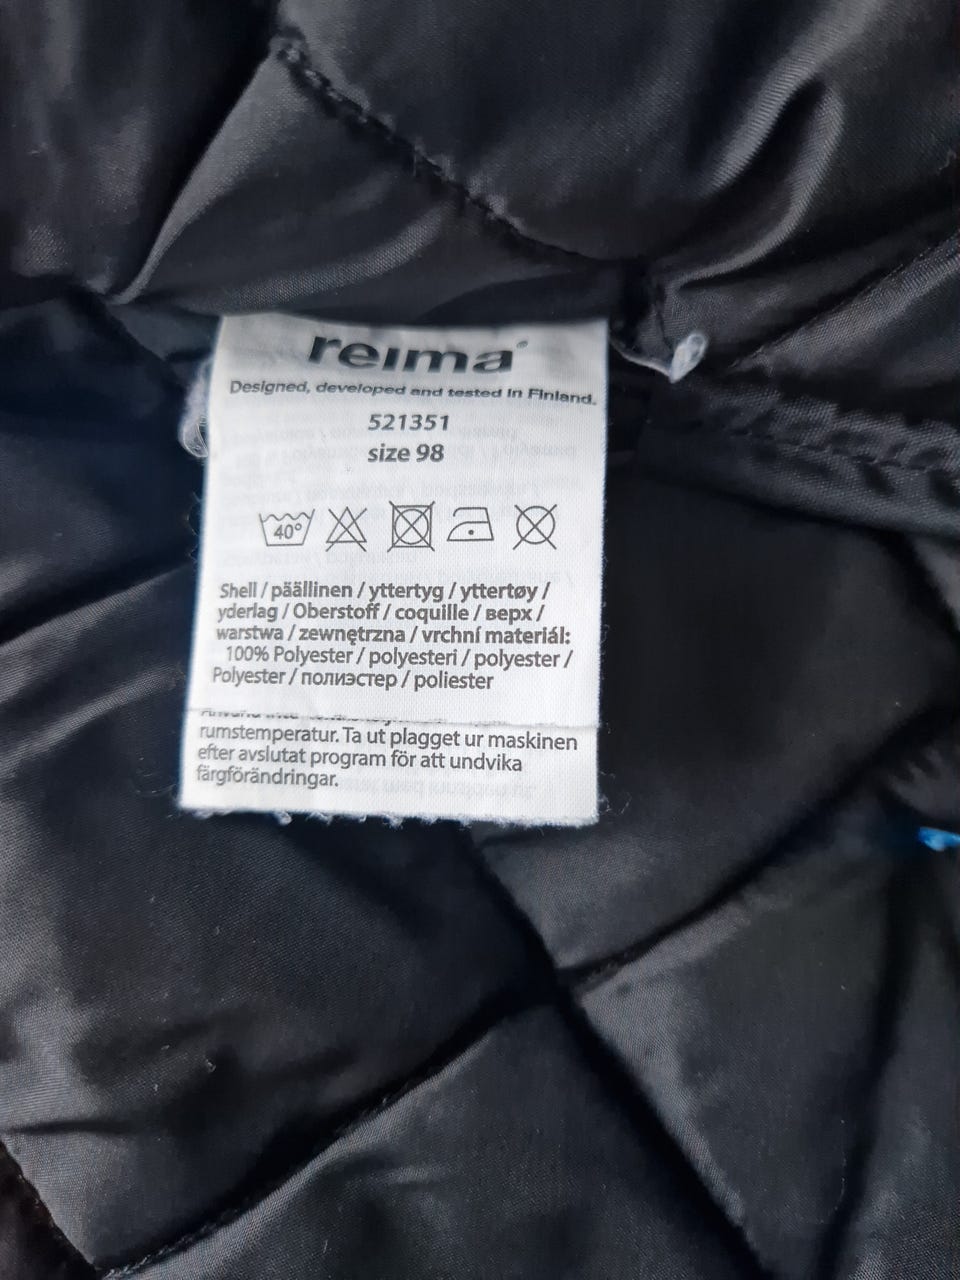 reima®
Designed, developed and tested in Finland.
521351
size 98
40°
Shell / päällinen / yttertyg / yttertøy /
yderlag / Oberstoff / coquille / верх /
warstwa / zewnętrzna / vrchní materiál:
100% Polyester / polyesteri / polyester /
Polyester / полиэстер / poliester
rumstemperatur. Ta ut plagget ur maskinen
efter avslutat program för att undvika
färgförändringar.